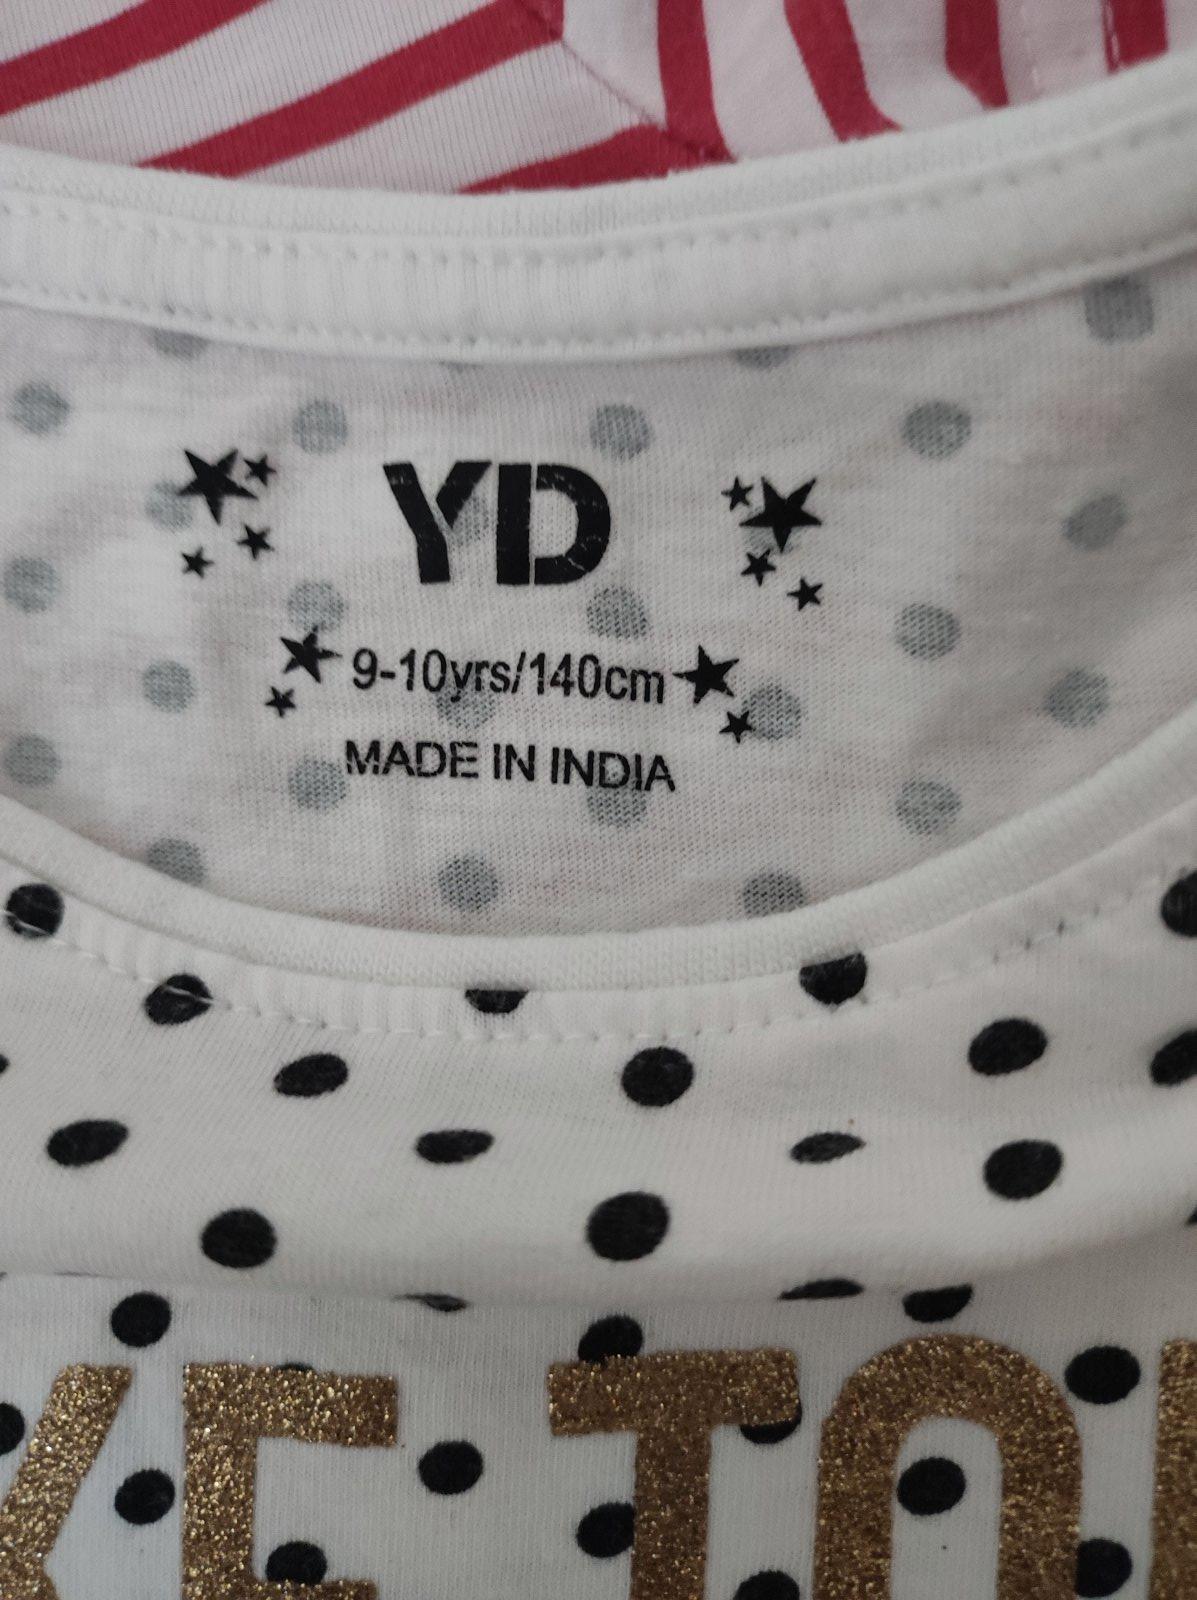 YD
9-10yrs/140cm
MADE IN INDIA